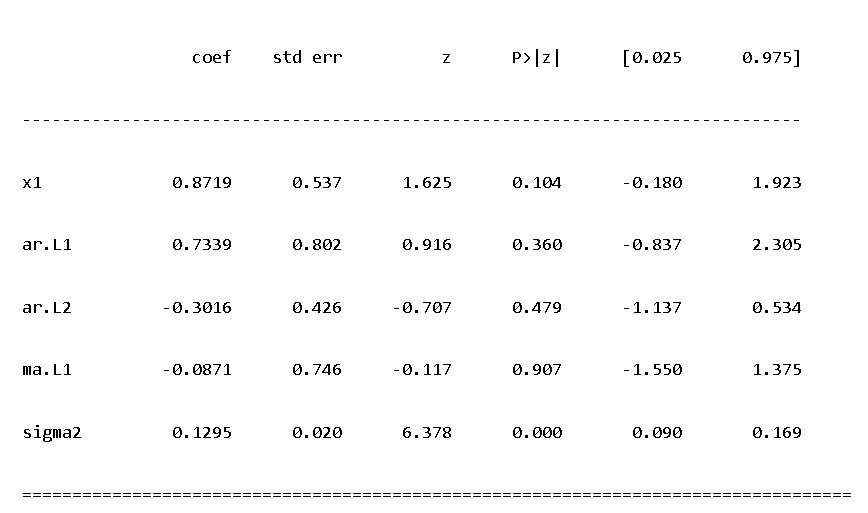 coef std err z P>|z| [0.025 0.975]
------------------------------------------------------------------------------
x1 0.8719 0.537 1.625 0.104 -0.180 1.923
ar.L1 0.7339 0.802 0.916 0.360 -0.837 2.305
ar.L2 -0.3016 0.426 -0.707 0.479 -1.137 0.534
ma.L1 -0.0871 0.746 -0.117 0.907 -1.550 1.375
sigma2 0.1295 0.020 6.378 0.000 0.090 0.169
===================================================================================